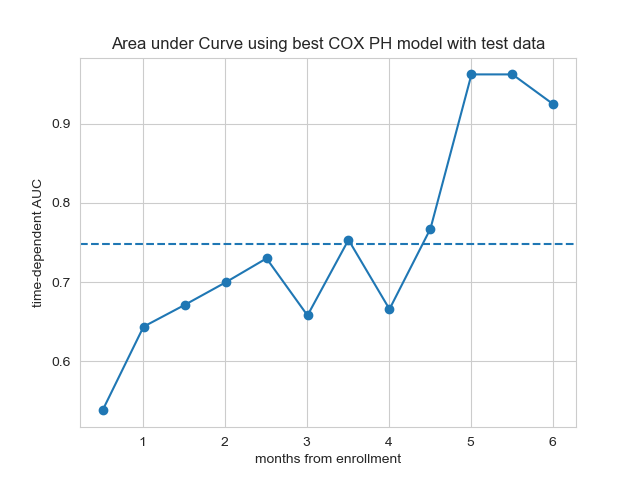 Area under Curve using best COX PH model with test data
time-dependent AUC
0.9
0.8
0.7
0.6
1 2 3 4 5 6
months from enrollment